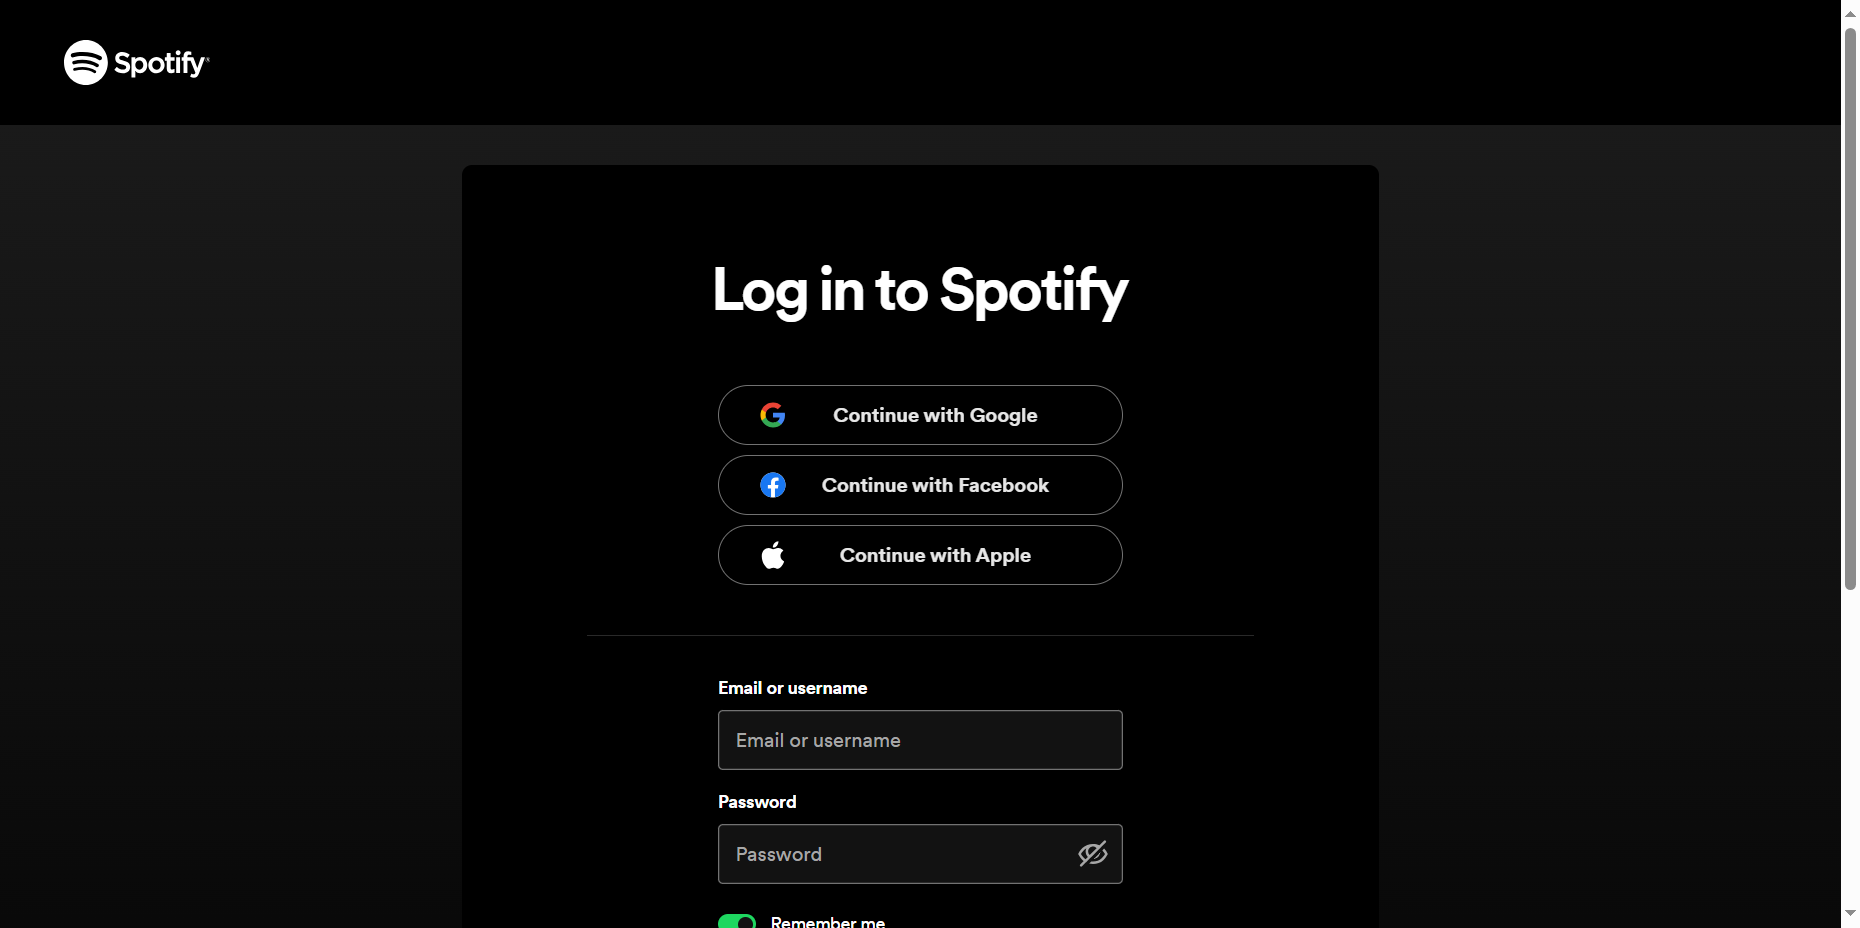 Spotify
Log in to Spotify
Continue with Google
Continue with Facebook
Continue with Apple
Email or username
Email or username
Password
Password
Remember me